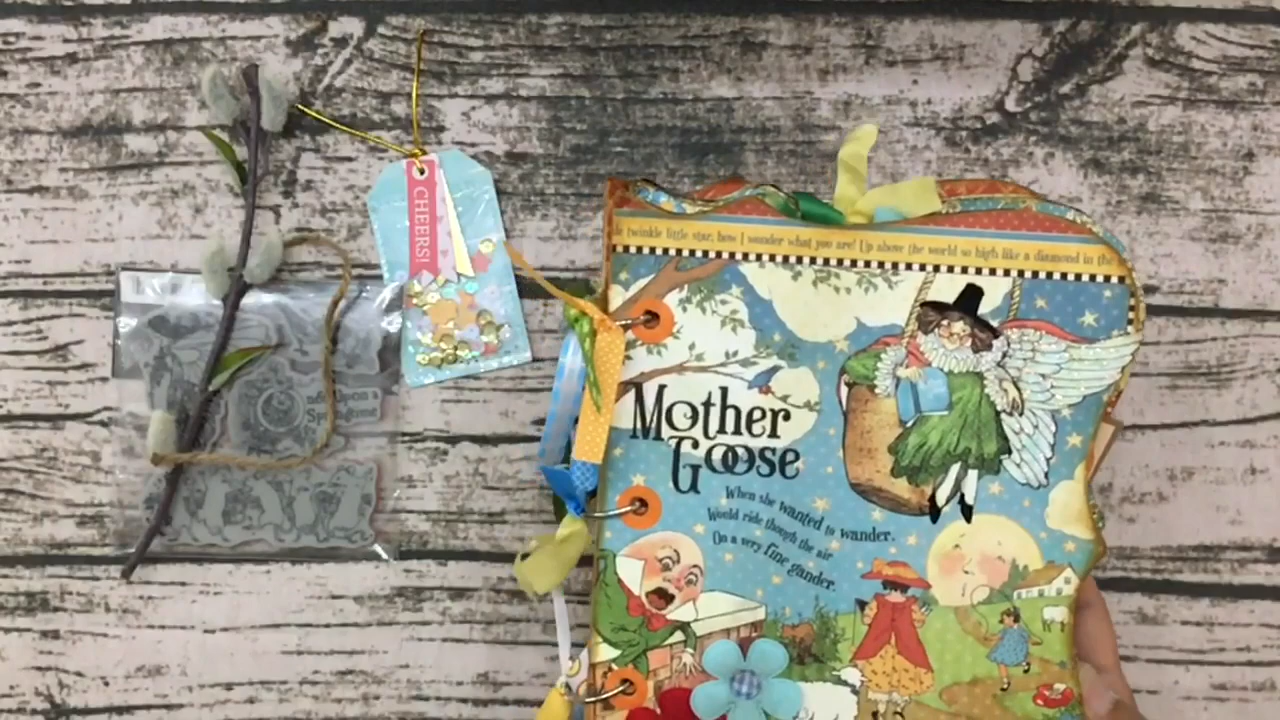 CHEERS!
twinkle little star, how I wonder what you are! Up above the world so high like a diamond in the
Mother
Goose
When she wanted to wander.
Would ride though the air
On a very fine gander.
Upon a
Springtime